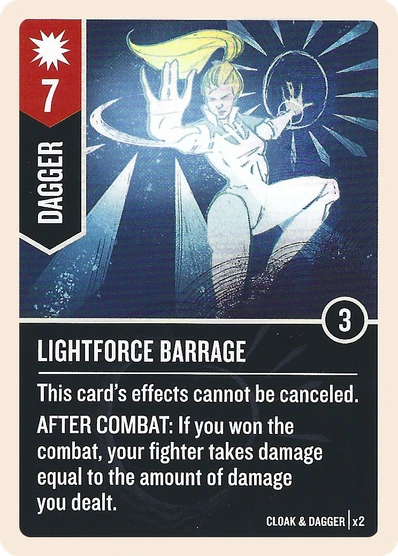 7
DAGGER
3
LIGHTFORCE BARRAGE
This card's effects cannot be canceled.
AFTER COMBAT: If you won the
combat, your fighter takes damage
equal to the amount of damage
you dealt.
CLOAK & DAGGER | x2